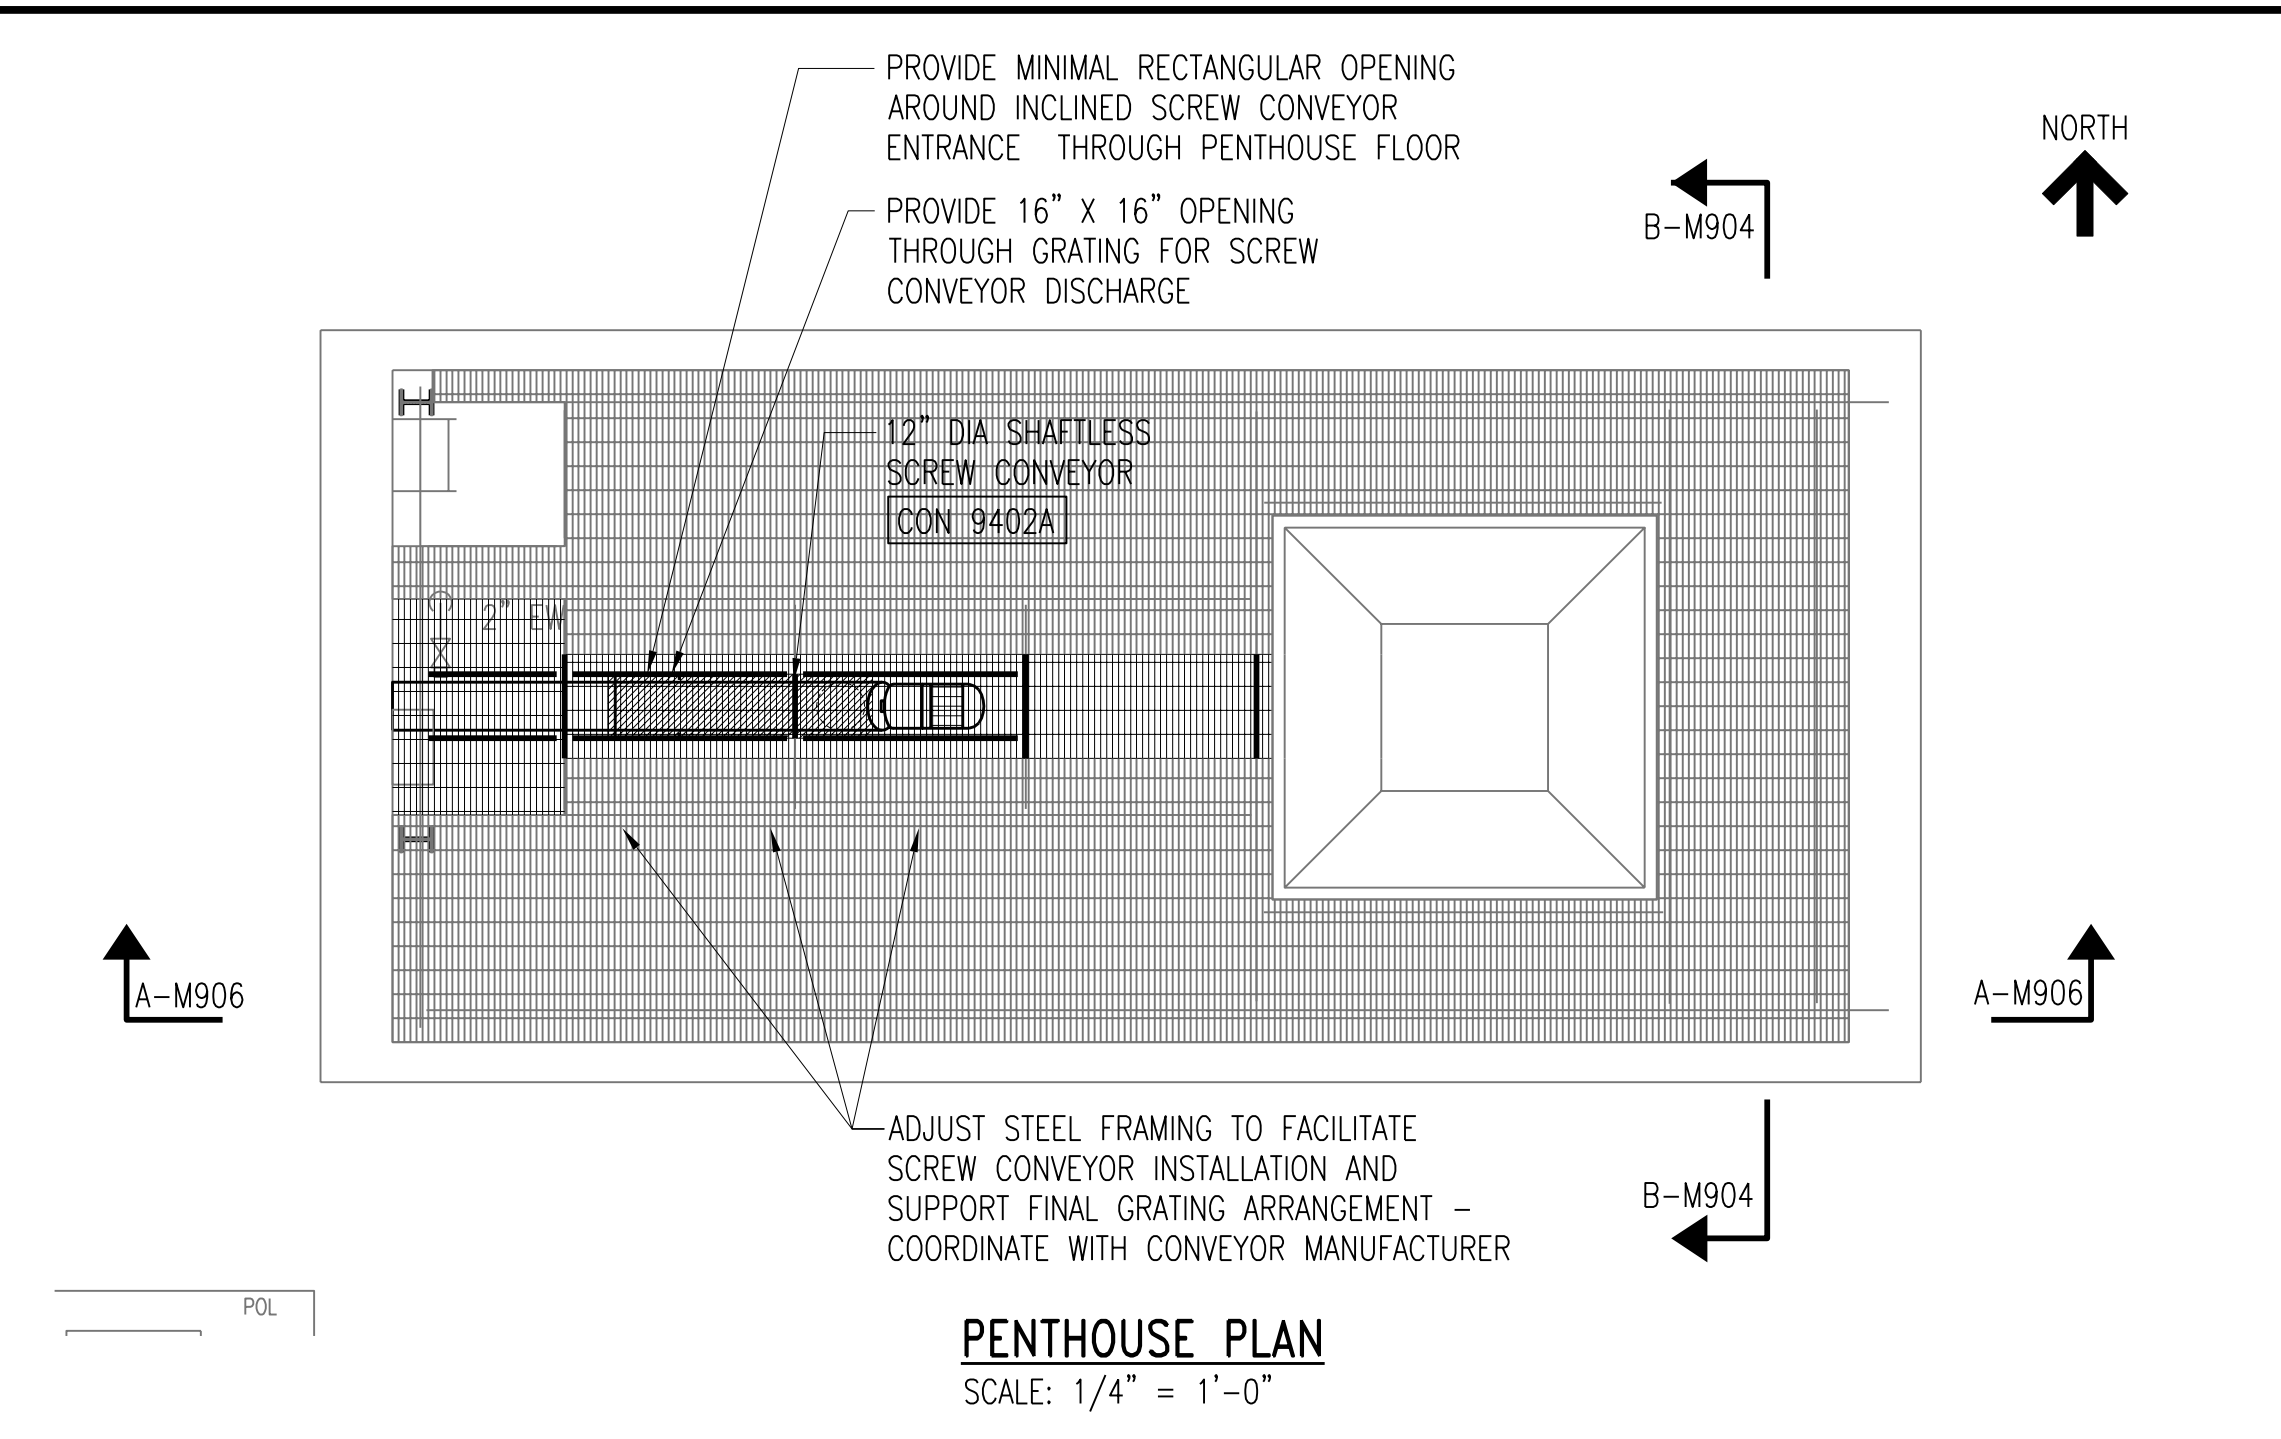 PROVIDE MINIMAL RECTANGULAR OPENING
AROUND INCLINED SCREW CONVEYOR
ENTRANCE THROUGH PENTHOUSE FLOOR
NORTH
PROVIDE 16" X 16" OPENING
THROUGH GRATING FOR SCREW
CONVEYOR DISCHARGE
B-M904
12" DIA SHAFTLESS
SCREW CONVEYOR
CON 9402A
2" EW
A-M906
A-M906
ADJUST STEEL FRAMING TO FACILITATE
SCREW CONVEYOR INSTALLATION AND
SUPPORT FINAL GRATING ARRANGEMENT -
COORDINATE WITH CONVEYOR MANUFACTURER
B-M904
POL
PENTHOUSE PLAN
SCALE: 1/4" = 1'-0"